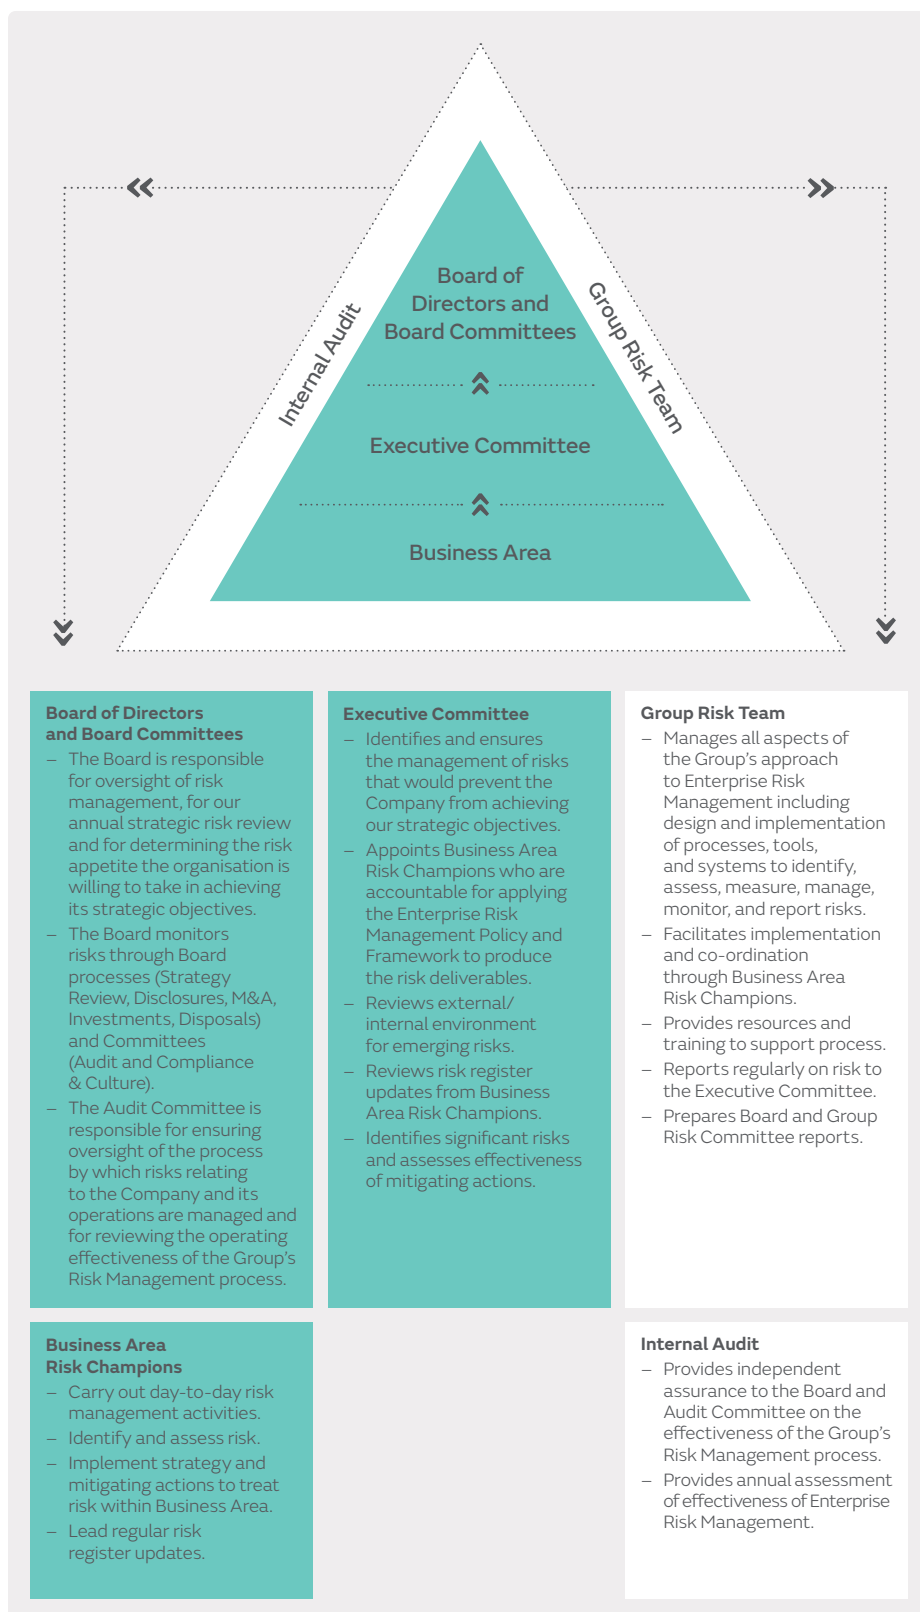 Board of
Directors and
Board Committees
Internal Audit
Group Risk Team
Executive Committee
Business Area
Board of Directors
and Board Committees
– The Board is responsible
for oversight of risk
management, for our
annual strategic risk review
and for determining the risk
appetite the organisation is
willing to take in achieving
its strategic objectives.
– The Board monitors
risks through Board
processes (Strategy
Review, Disclosures, M&A,
Investments, Disposals)
and Committees
(Audit and Compliance
& Culture).
– The Audit Committee is
responsible for ensuring
oversight of the process
by which risks relating
to the Company and its
operations are managed and
for reviewing the operating
effectiveness of the Group's
Risk Management process.
Executive Committee
– Identifies and ensures
the management of risks
that would prevent the
Company from achieving
our strategic objectives.
– Appoints Business Area
Risk Champions who are
accountable for applying
the Enterprise Risk
Management Policy and
Framework to produce
the risk deliverables.
– Reviews external/
internal environment
for emerging risks.
– Reviews risk register
updates from Business
Area Risk Champions.
– Identifies significant risks
and assesses effectiveness
of mitigating actions.
Group Risk Team
– Manages all aspects of
the Group's approach
to Enterprise Risk
Management including
design and implementation
of processes, tools,
and systems to identify,
assess, measure, manage,
monitor, and report risks.
– Facilitates implementation
and co-ordination
through Business Area
Risk Champions.
– Provides resources and
training to support process.
– Reports regularly on risk to
the Executive Committee.
– Prepares Board and Group
Risk Committee reports.
Business Area
Risk Champions
– Carry out day-to-day risk
management activities.
– Identify and assess risk.
– Implement strategy and
mitigating actions to treat
risk within Business Area.
– Lead regular risk
register updates.
Internal Audit
– Provides independent
assurance to the Board and
Audit Committee on the
effectiveness of the Group's
Risk Management process.
– Provides annual assessment
of effectiveness of Enterprise
Risk Management.